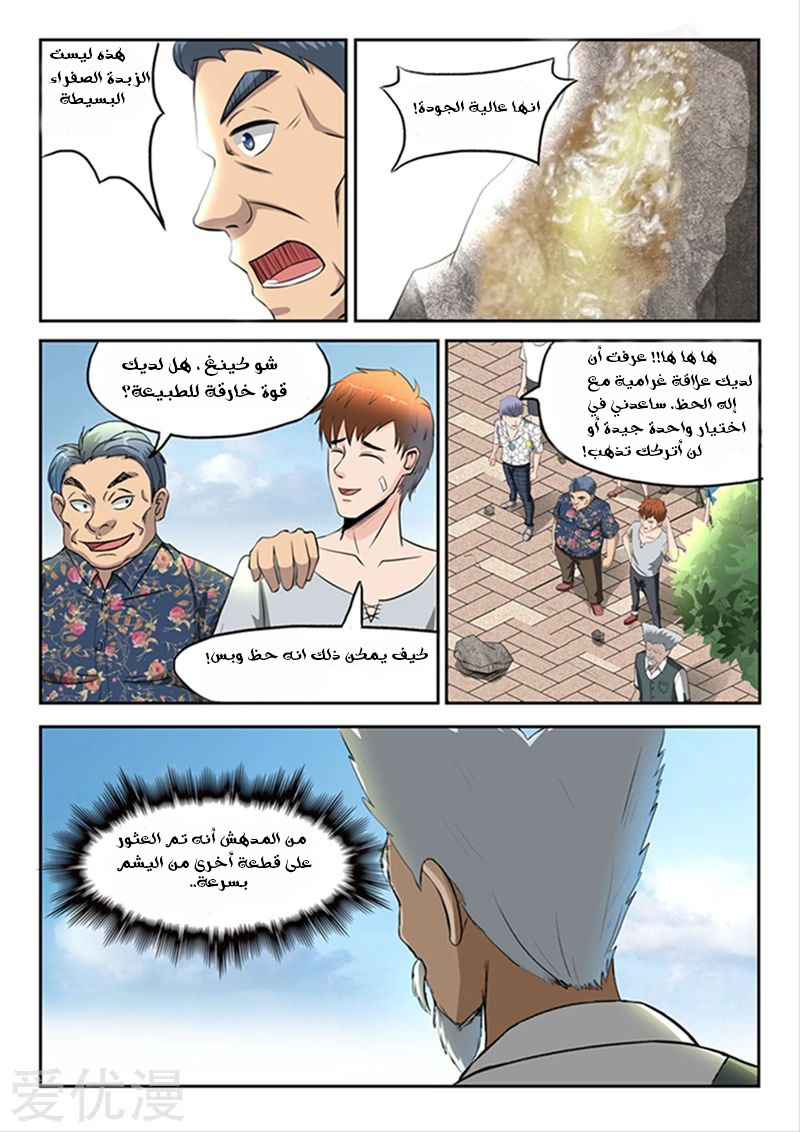 انها عالية الجودة!
هذه ليست
الزبدة الصفراء
البسيطة
ها ها ها!! عرفت أن
لديك علاقة غرامية مع
إله الحظ. ساعدني في
اختيار واحدة جيدة أو
لن أتركك تذهب!
شو كينغ ، هل لديك
قوة خارقة للطبيعة؟
كيف يمكن ذلك انه حظ وبس!
من المدهش أنه تم العثور
على قطعة أخرى من اليشم
بسرعة..
爱优漫